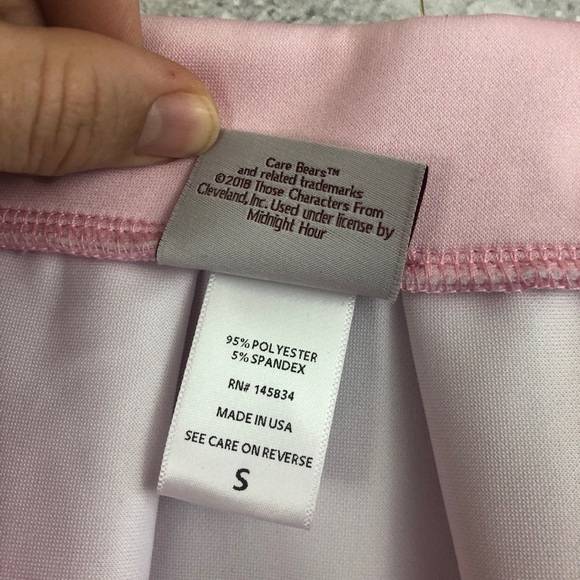 Care Bears™
and related trademarks
©2018 Those Characters From
Cleveland, Inc. Used under license by
Midnight Hour
95% POLYESTER
5% SPANDEX
RN# 145834
MADE IN USA
SEE CARE ON REVERSE
S